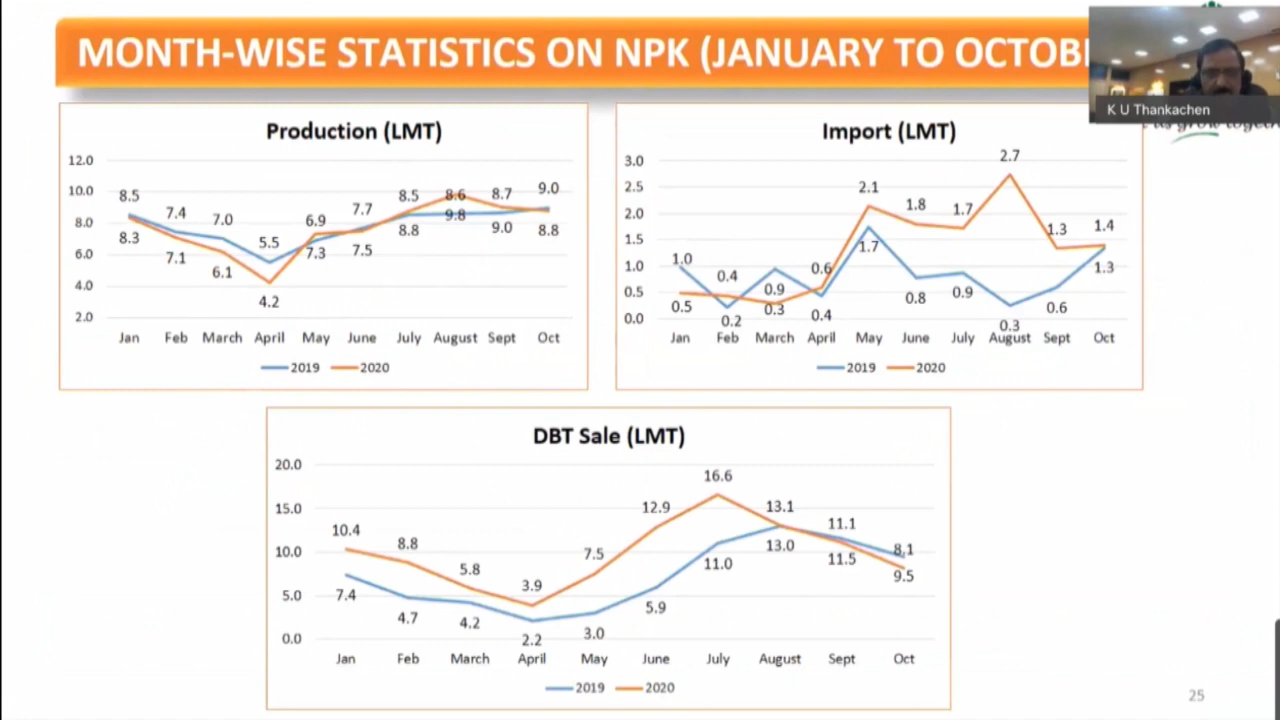 MONTH-WISE STATISTICS ON NPK (JANUARY TO OCTOB
K U Thankachen
Production (LMT)
12.0
10.0
8.0
6.0
4.0
2.0
8.5 7.4 7.0 5.5 6.9 7.7 8.5 8.6 8.7 9.0
8.3 7.1 6.1 4.2 7.3 7.5 8.8 9.8 9.0 8.8
Jan Feb March April May June July August Sept Oct
2019 2020
Import (LMT)
3.0
2.5
2.0
1.5
1.0
0.5
0.0
1.0 0.4 0.9 0.6 2.1 1.8 1.7 2.7 1.3 1.4
0.5 0.2 0.3 0.4 1.7 0.8 0.9 0.3 0.6 1.3
Jan Feb March April May June July August Sept Oct
2019 2020
DBT Sale (LMT)
20.0
15.0
10.0
5.0
0.0
10.4 8.8 5.8 3.9 7.5 12.9 16.6 13.1 11.1 8.1
7.4 4.7 4.2 2.2 3.0 5.9 11.0 13.0 11.5 9.5
Jan Feb March April May June July August Sept Oct
2019 2020
25